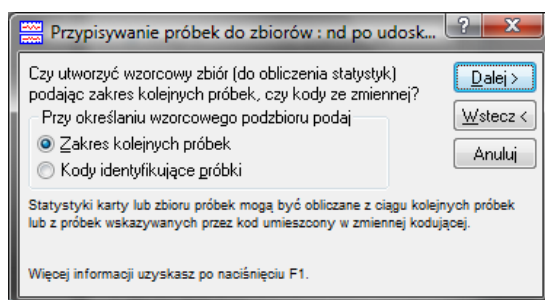 Przypisywanie próbek do zbiorów : nd po udosk...
Czy utworzyć wzorcowy zbiór (do obliczenia statystyk)
podając zakres kolejnych próbek, czy kody ze zmiennej?
Dalej >
Przy określaniu wzorcowego podzbioru podaj
Wstecz <
Zakres kolejnych próbek
Anuluj
Kody identyfikujące próbki
Statystyki karty lub zbioru próbek mogą być obliczane z ciągu kolejnych próbek
lub z próbek wskazywanych przez kod umieszcony w zmiennej kodującej.
Więcej informacji uzyskasz po naciśnięciu F1.